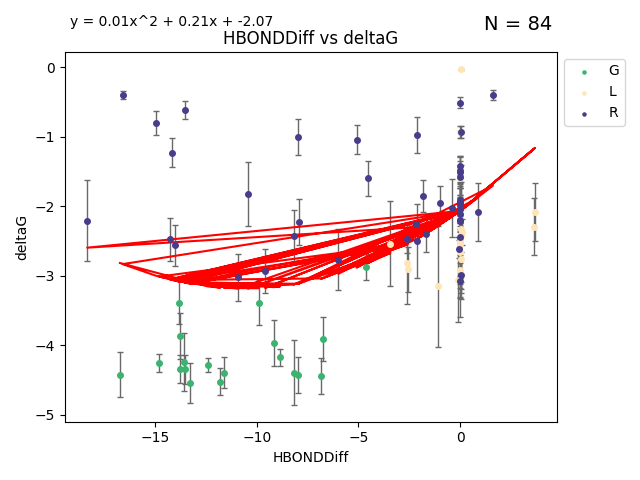 y = 0.01x^2 + 0.21x + -2.07
N = 84
HBONDDiff vs deltaG
G
L
R
0
−1
−2
−3
−4
−5
deltaG
−15
−10
−5
0
HBONDDiff